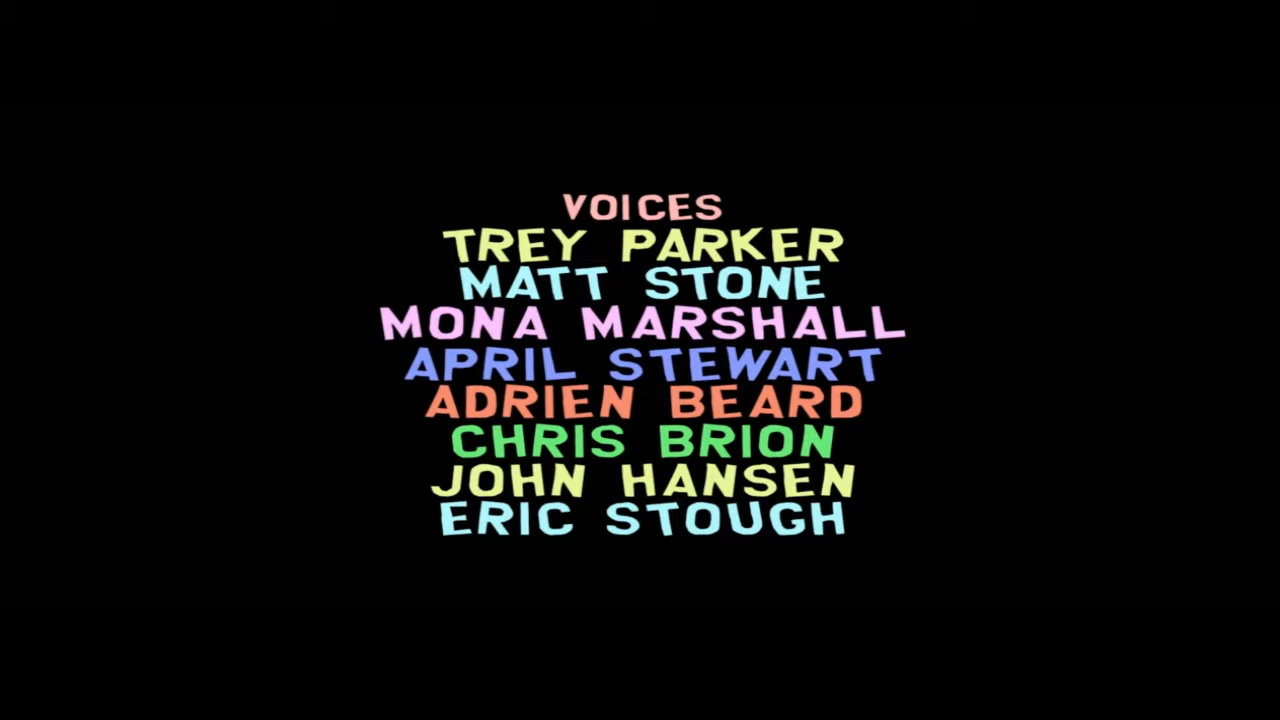 VOICES
TREY PARKER
MATT STONE
MONA MARSHALL
APRIL STEWART
ADRIEN BEARD
CHRIS BRION
JOHN HANSEN
ERIC STOUGH